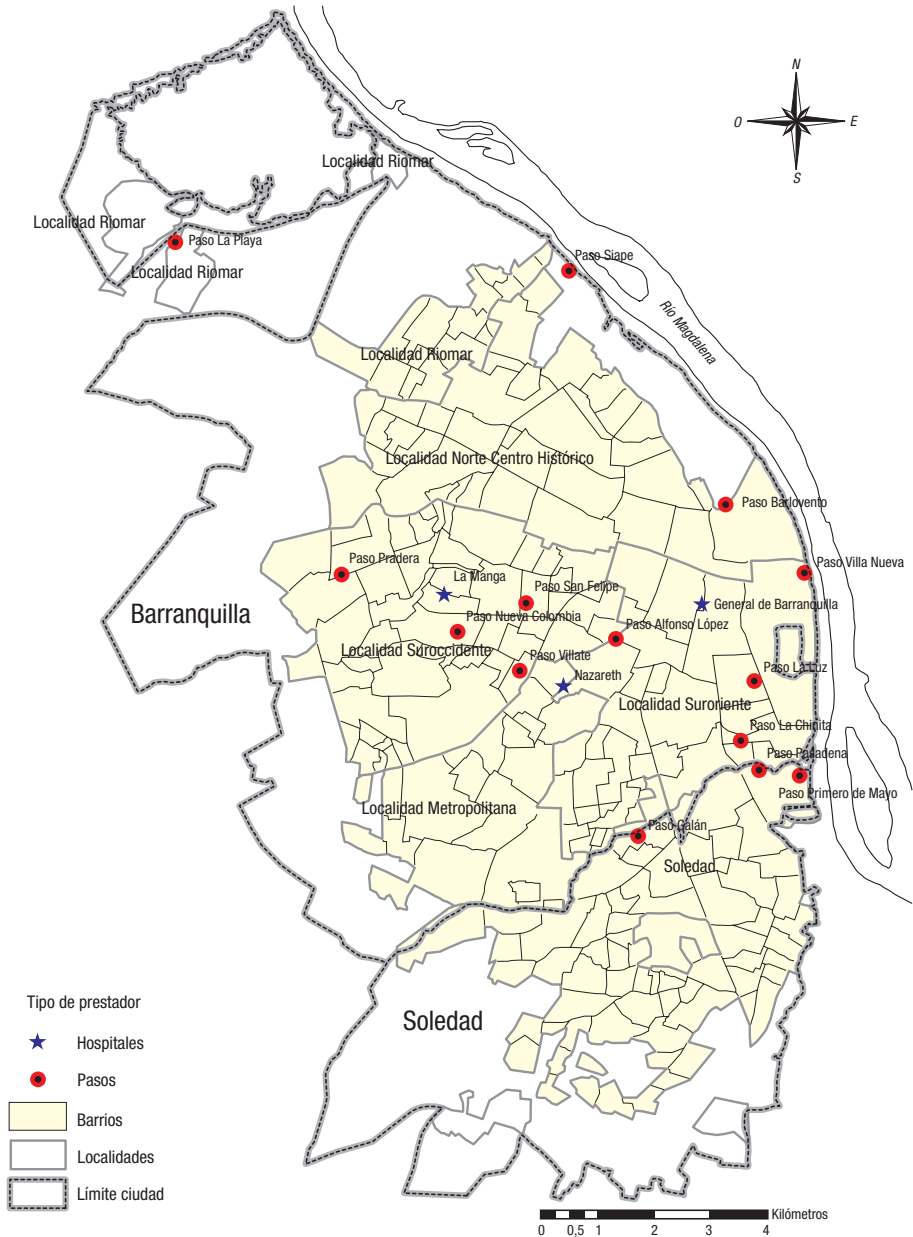 N
O
E
S
Localidad Riomar
Localidad Riomar
Paso La Playa
Localidad Riomar
Paso Siape
Río Magdalena
Localidad Riomar
Localidad Norte Centro Histórico
Paso Barlovento
Paso Pradera
Paso Villa Nueva
La Manga
Paso San Felipe
General de Barranquilla
Barranquilla
Paso Nueva Colombia
Paso Alfonso López
Localidad Suroccidente
Paso Villate
Paso La Luz
Nazareth
Localidad Suroriente
Paso La Chinita
Paso Pasadena
Paso Primero de Mayo
Localidad Metropolitana
Paso Galán
Soledad
Soledad
Tipo de prestador
Hospitales
Pasos
Barrios
Localidades
Límite ciudad
Kilómetros
0 0,5 1 2 3 4